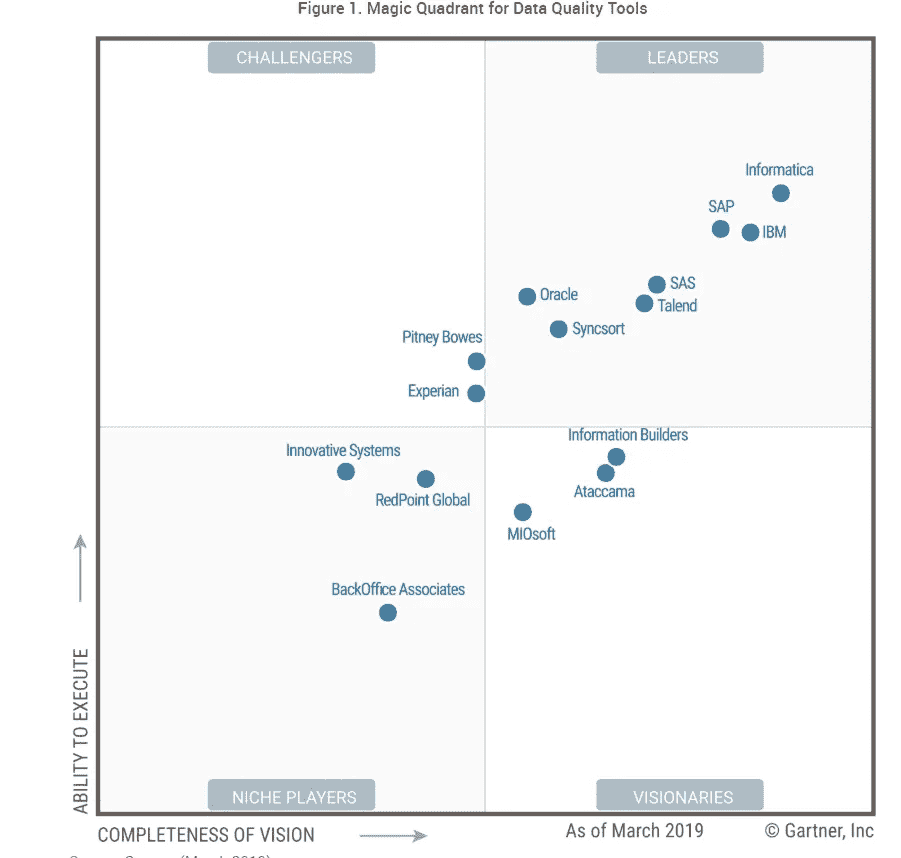 Figure 1. Magic Quadrant for Data Quality Tools
CHALLENGERS
LEADERS
Informatica
SAP
IBM
SAS
Oracle
Talend
Syncsort
Pitney Bowes
Experian
Information Builders
Innovative Systems
Ataccama
RedPoint Global
MIOsoft
BackOffice Associates
ABILITY TO EXECUTE
NICHE PLAYERS
VISIONARIES
COMPLETENESS OF VISION
As of March 2019
© Gartner, Inc